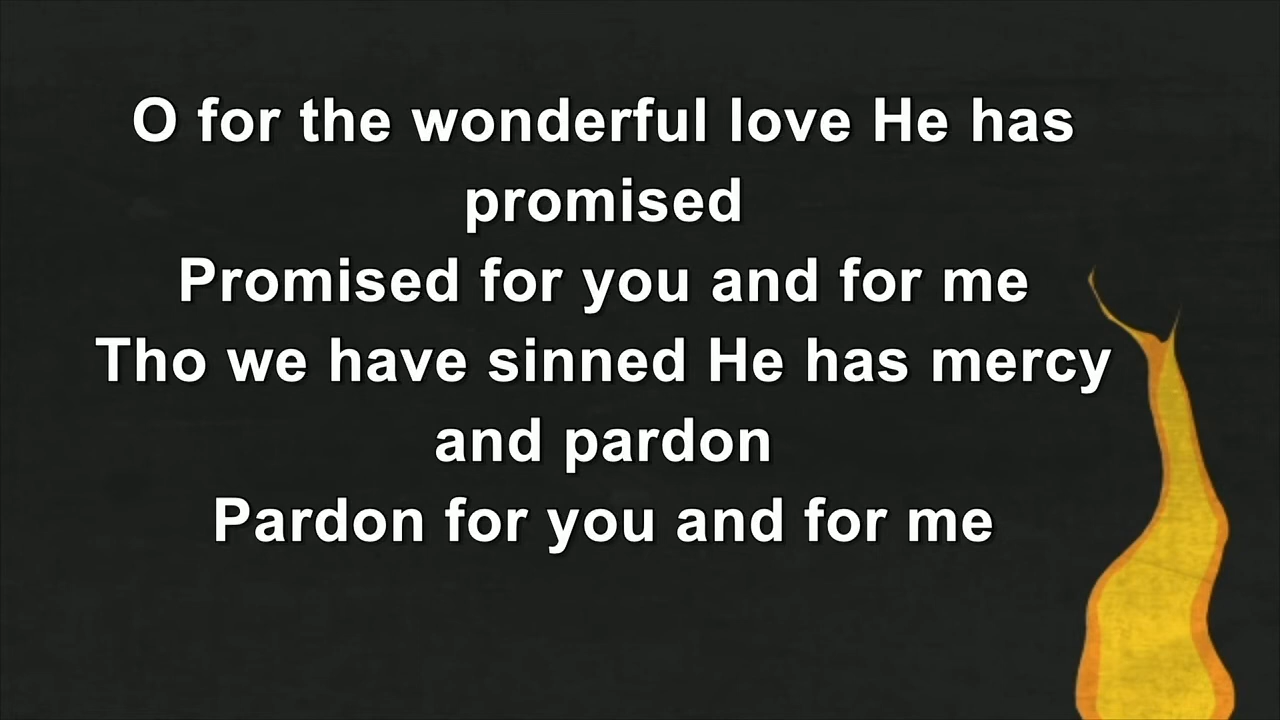 O for the wonderful love He has
promised
Promised for you and for me
Tho we have sinned He has mercy
and pardon
Pardon for you and for me